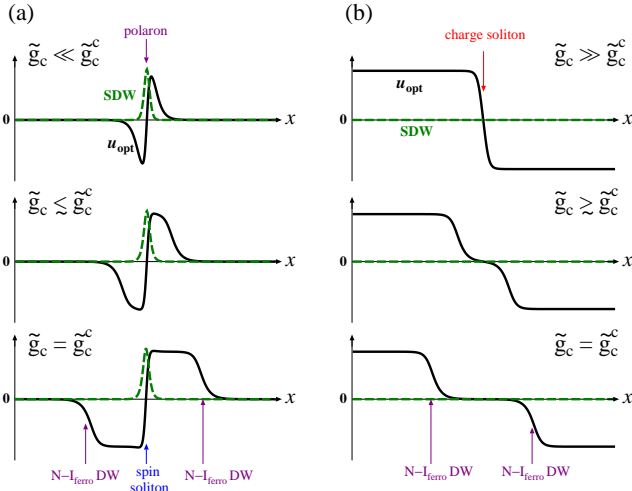 (a)
polaron
g̃c ≪ g̃cᶜ
SDW
0
x
uopt
g̃c ≲ g̃cᶜ
0
x
g̃c = g̃cᶜ
0
x
N–Iferro DW
spin
soliton
N–Iferro DW
(b)
charge soliton
g̃c ≫ g̃cᶜ
uopt
0
x
SDW
g̃c ≳ g̃cᶜ
0
x
g̃c = g̃cᶜ
0
x
N–Iferro DW
N–Iferro DW